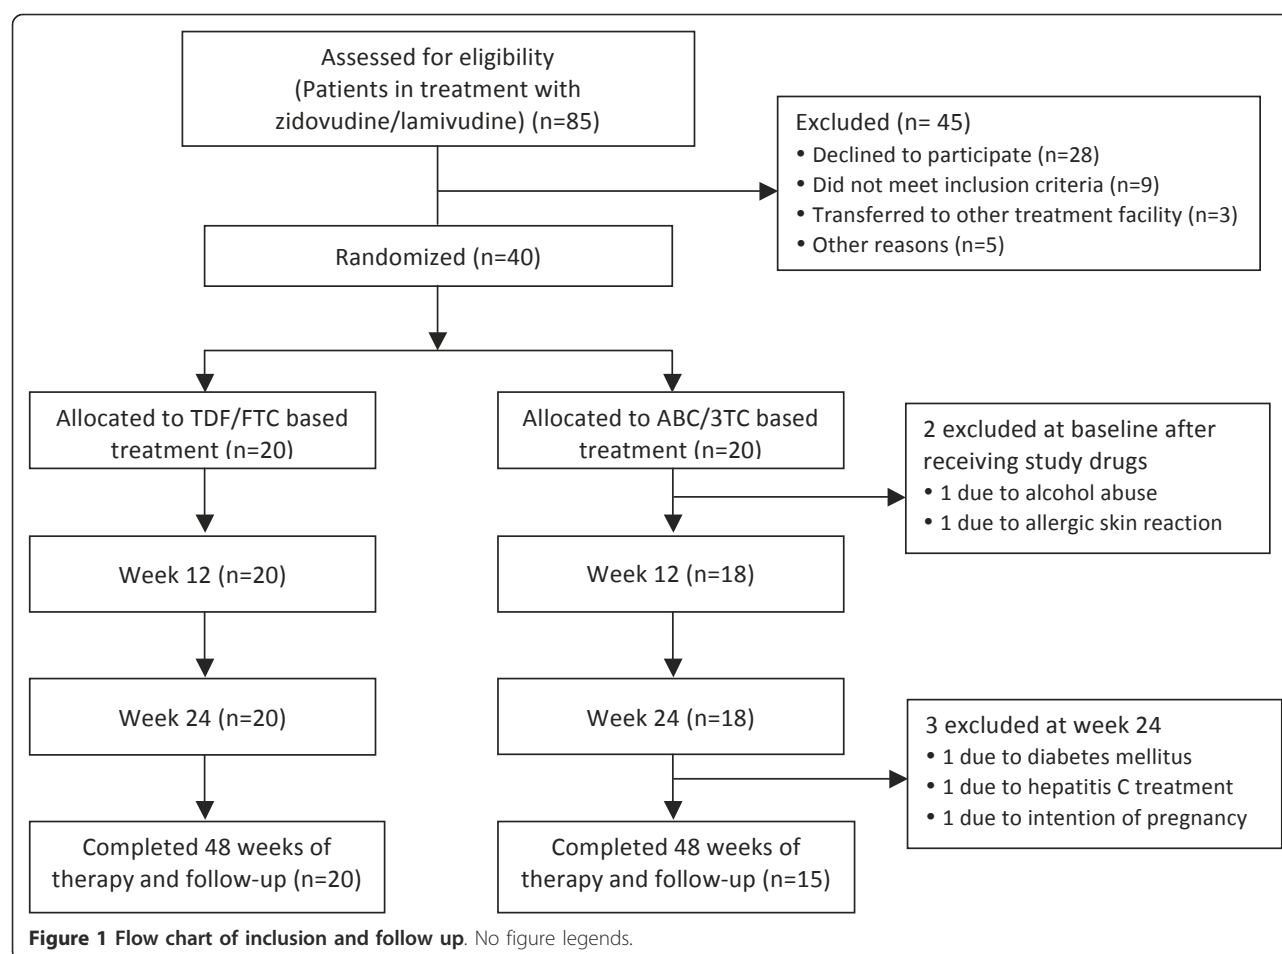 Assessed for eligibility
(Patients in treatment with
zidovudine/lamivudine) (n=85)
Excluded (n= 45)
• Declined to participate (n=28)
• Did not meet inclusion criteria (n=9)
• Transferred to other treatment facility (n=3)
• Other reasons (n=5)
Randomized (n=40)
Allocated to TDF/FTC based
treatment (n=20)
Allocated to ABC/3TC based
treatment (n=20)
2 excluded at baseline after
receiving study drugs
• 1 due to alcohol abuse
• 1 due to allergic skin reaction
Week 12 (n=20)
Week 12 (n=18)
Week 24 (n=20)
Week 24 (n=18)
3 excluded at week 24
• 1 due to diabetes mellitus
• 1 due to hepatitis C treatment
• 1 due to intention of pregnancy
Completed 48 weeks of
therapy and follow-up (n=20)
Completed 48 weeks of
therapy and follow-up (n=15)
Figure 1 Flow chart of inclusion and follow up. No figure legends.